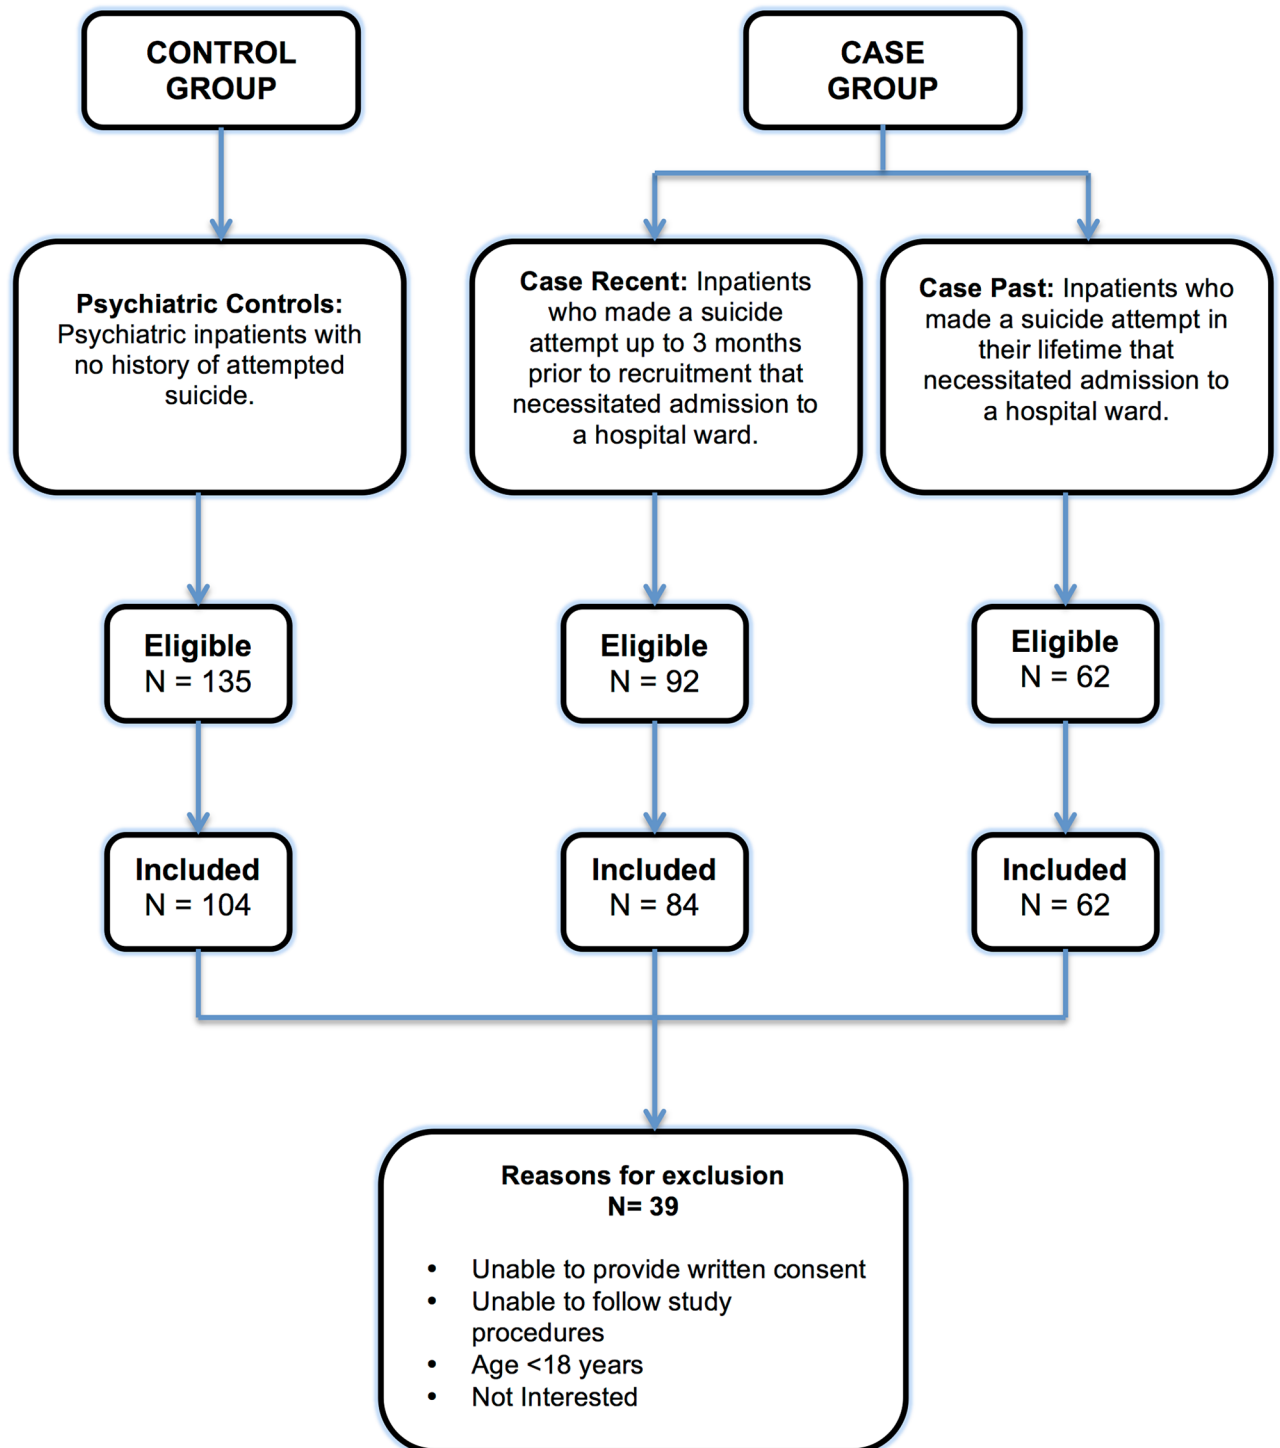 CONTROL
GROUP
CASE
GROUP
Psychiatric Controls:
Psychiatric inpatients with
no history of attempted
suicide.
Case Recent: Inpatients
who made a suicide
attempt up to 3 months
prior to recruitment that
necessitated admission to
a hospital ward.
Case Past: Inpatients who
made a suicide attempt in
their lifetime that
necessitated admission to
a hospital ward.
Eligible
N = 135
Eligible
N = 92
Eligible
N = 62
Included
N = 104
Included
N = 84
Included
N = 62
Reasons for exclusion
N= 39
• Unable to provide written consent
• Unable to follow study
procedures
• Age <18 years
• Not Interested